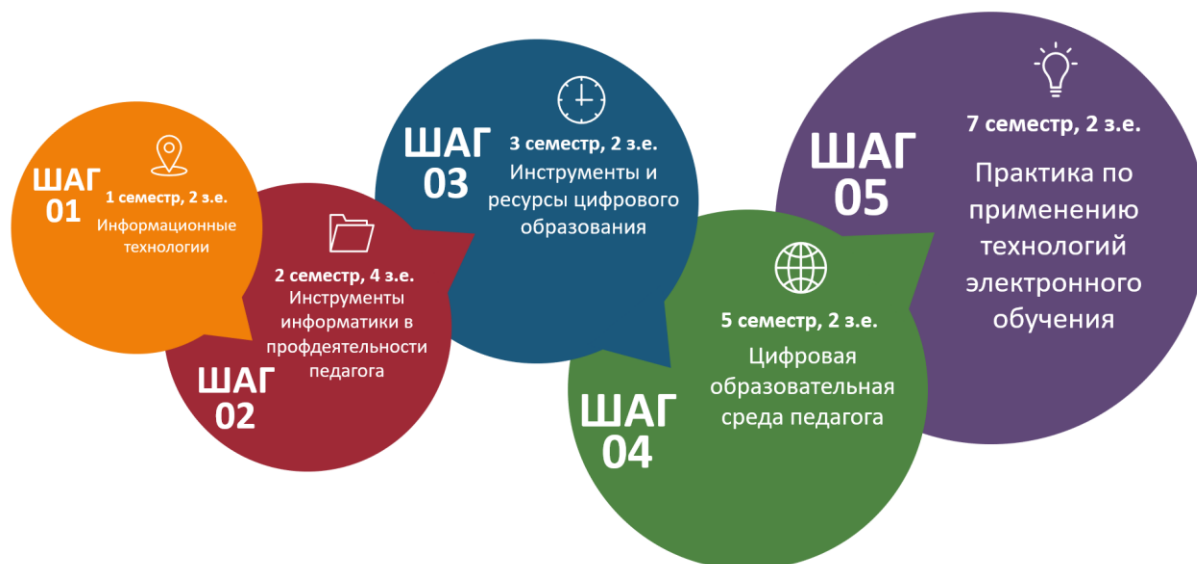 ШАГ
01
1 семестр, 2 з.е.
Информационные
технологии
ШАГ
02
2 семестр, 4 з.е.
Инструменты
информатики в
профдеятельности
педагога
ШАГ
03
3 семестр, 2 з.е.
Инструменты и
ресурсы цифрового
образования
ШАГ
04
5 семестр, 2 з.е.
Цифровая
образовательная
среда педагога
ШАГ
05
7 семестр, 2 з.е.
Практика по
применению
технологий
электронного
обучения